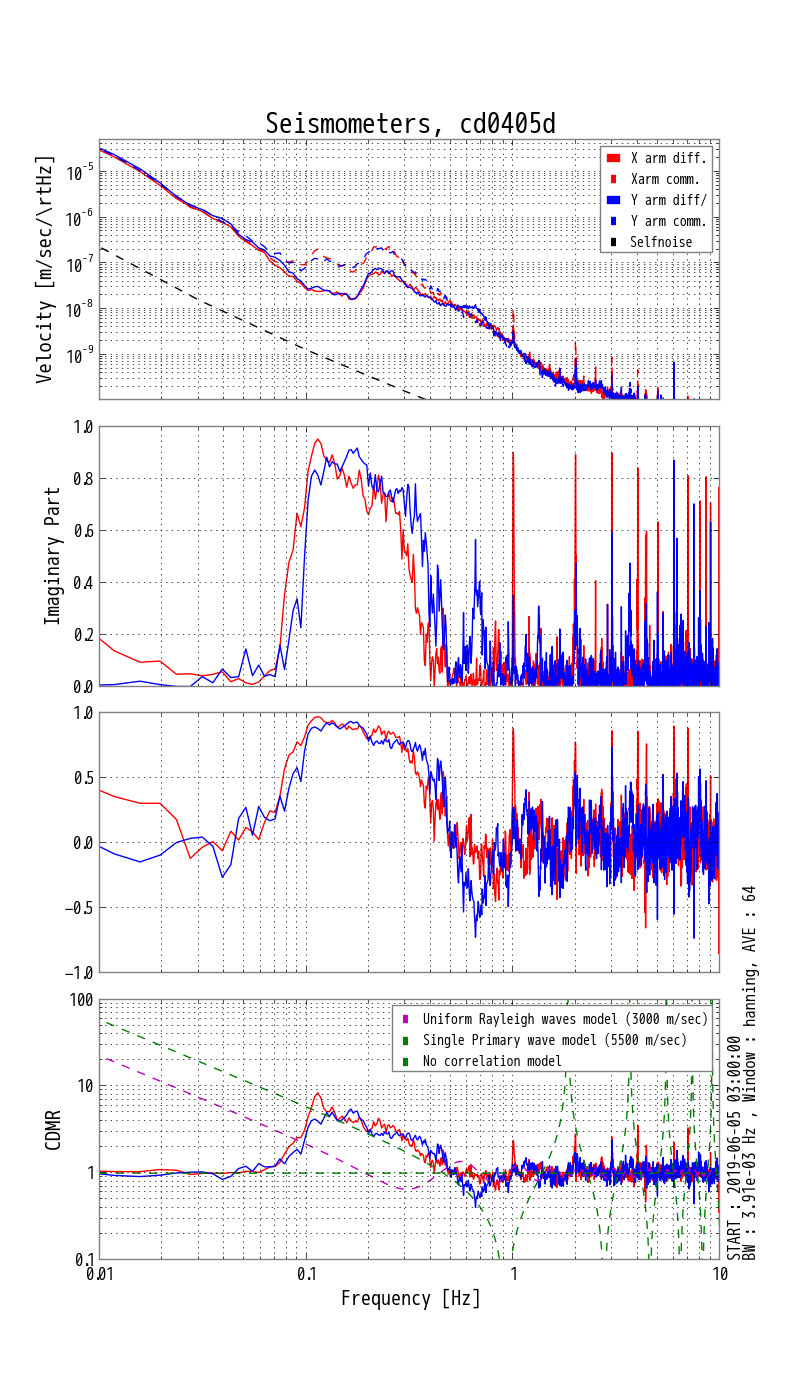 Seismometers, cd0405d
Velocity [m/sec/\rtHz]
10^-5
10^-6
10^-7
10^-8
10^-9
X arm diff.
Xarm comm.
Y arm diff/
Y arm comm.
Selfnoise
Imaginary Part
1.0
0.8
0.6
0.4
0.2
0.0
1.0
0.5
0.0
−0.5
−1.0
CDMR
100
10
1
0.1
Uniform Rayleigh waves model (3000 m/sec)
Single Primary wave model (5500 m/sec)
No correlation model
0.01 0.1 1 10
Frequency [Hz]
START : 2019-06-05 03:00:00
BW : 3.91e-03 Hz , Window : hanning, AVE : 64